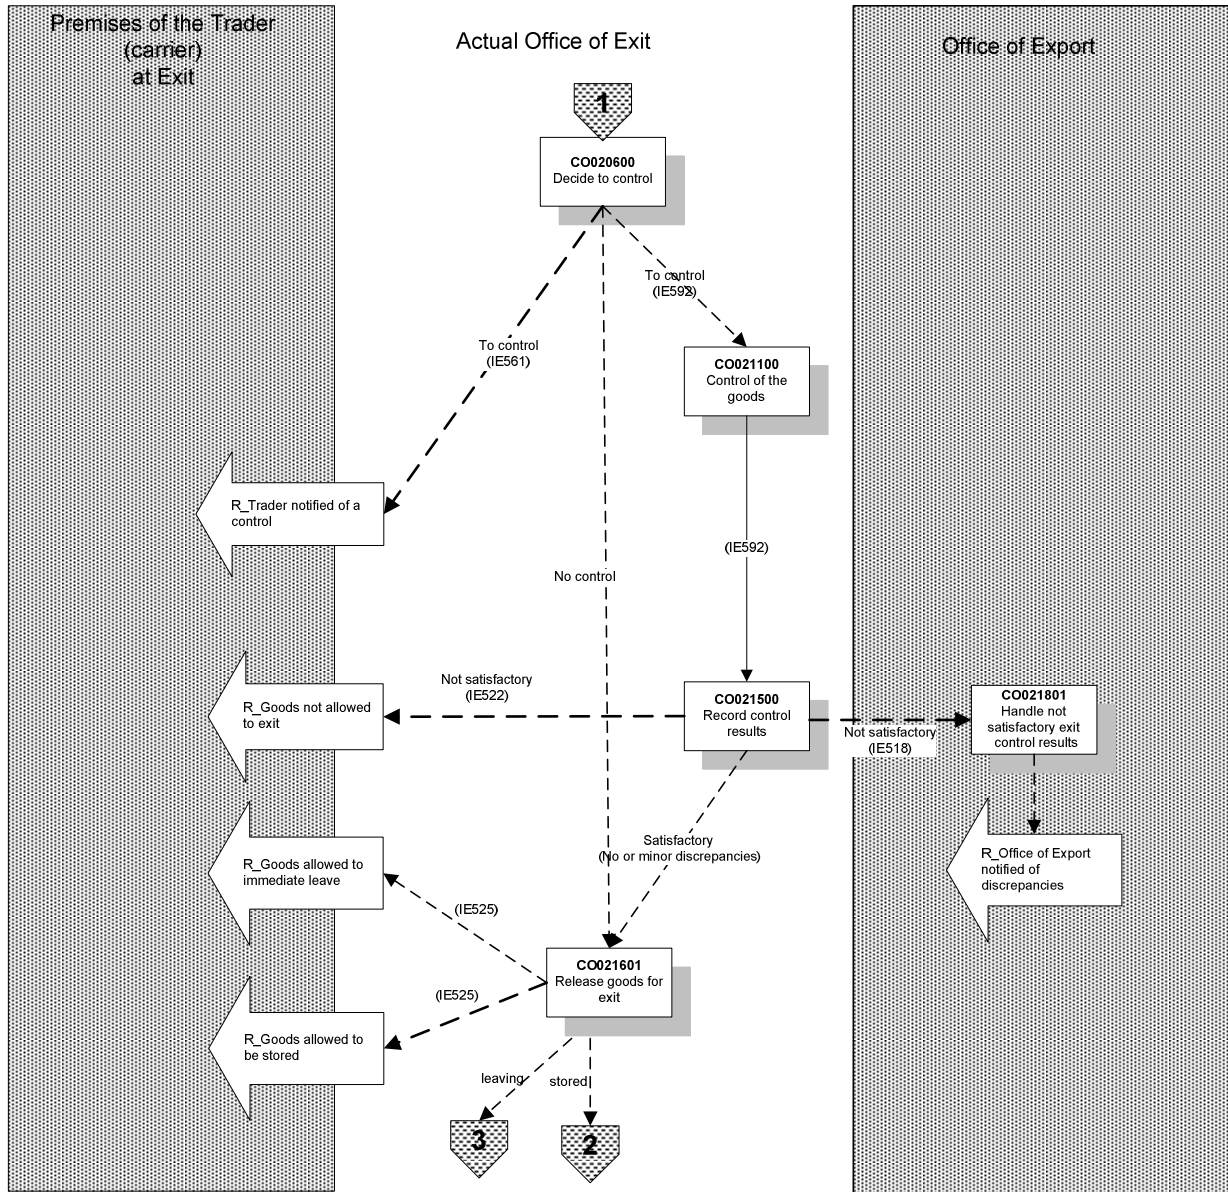 Premises of the Trader
(carrier)
at Exit
Actual Office of Exit
Office of Export
1
CO020600
Decide to control
To control
(IE592)
To control
(IE561)
CO021100
Control of the
goods
R_Trader notified of a
control
(IE592)
No control
Not satisfactory
(IE522)
R_Goods not allowed
to exit
CO021500
Record control
results
Not satisfactory
(IE518)
CO021801
Handle not
satisfactory exit
control results
Satisfactory
(No or minor discrepancies)
R_Goods allowed to
immediate leave
R_Office of Export
notified of
discrepancies
(IE525)
CO021601
Release goods for
exit
(IE525)
R_Goods allowed to
be stored
leaving
stored
3
2